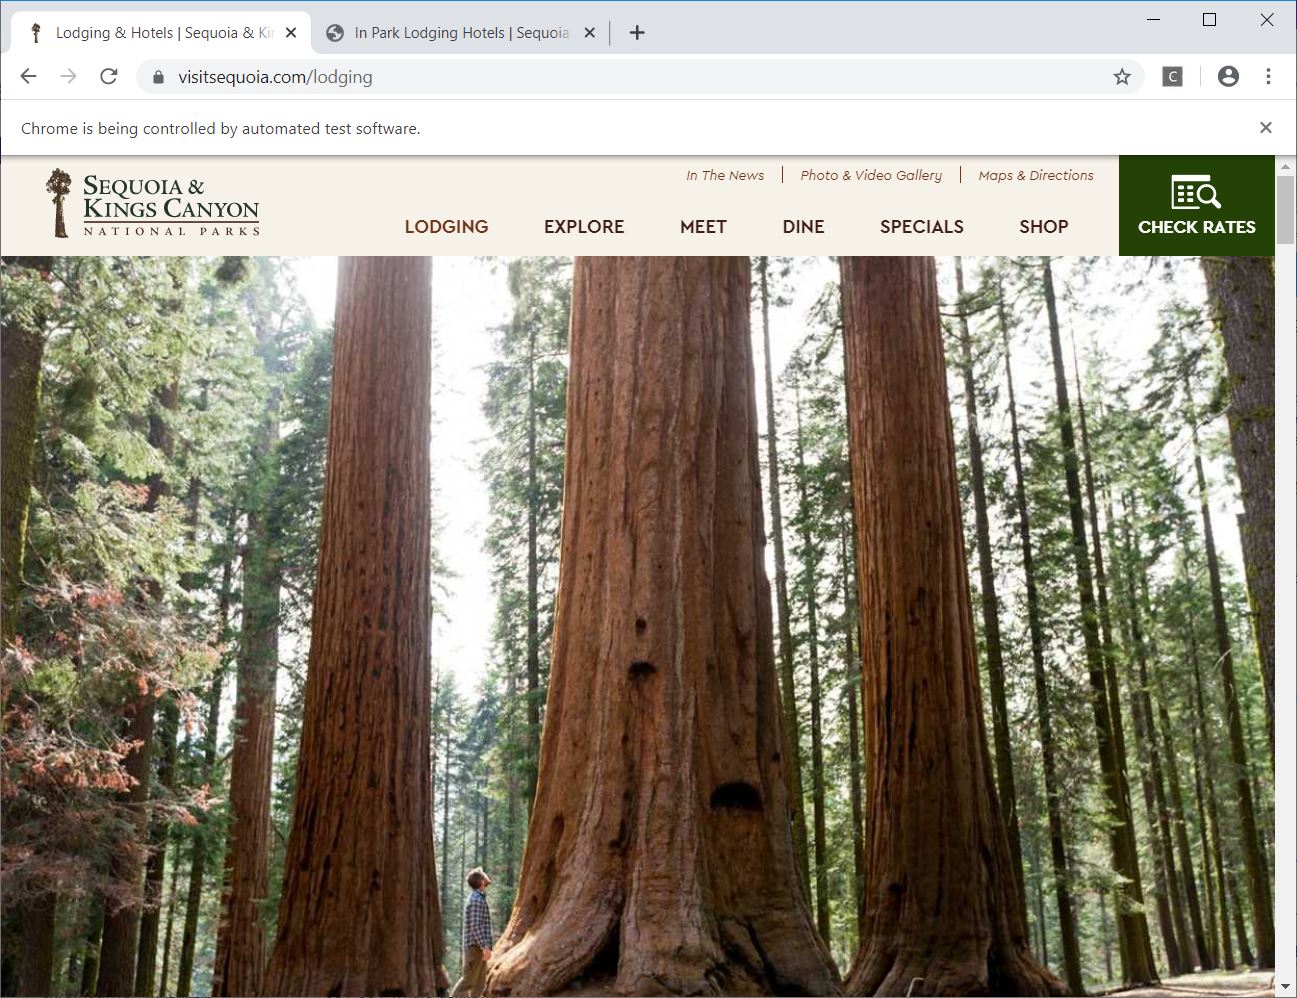 Lodging & Hotels | Sequoia & Ki
In Park Lodging Hotels | Sequoia
visitsequoia.com/lodging
C
Chrome is being controlled by automated test software.
SEQUOIA &
KINGS CANYON
NATIONAL PARKS
In The News
Photo & Video Gallery
Maps & Directions
LODGING
EXPLORE
MEET
DINE
SPECIALS
SHOP
CHECK RATES